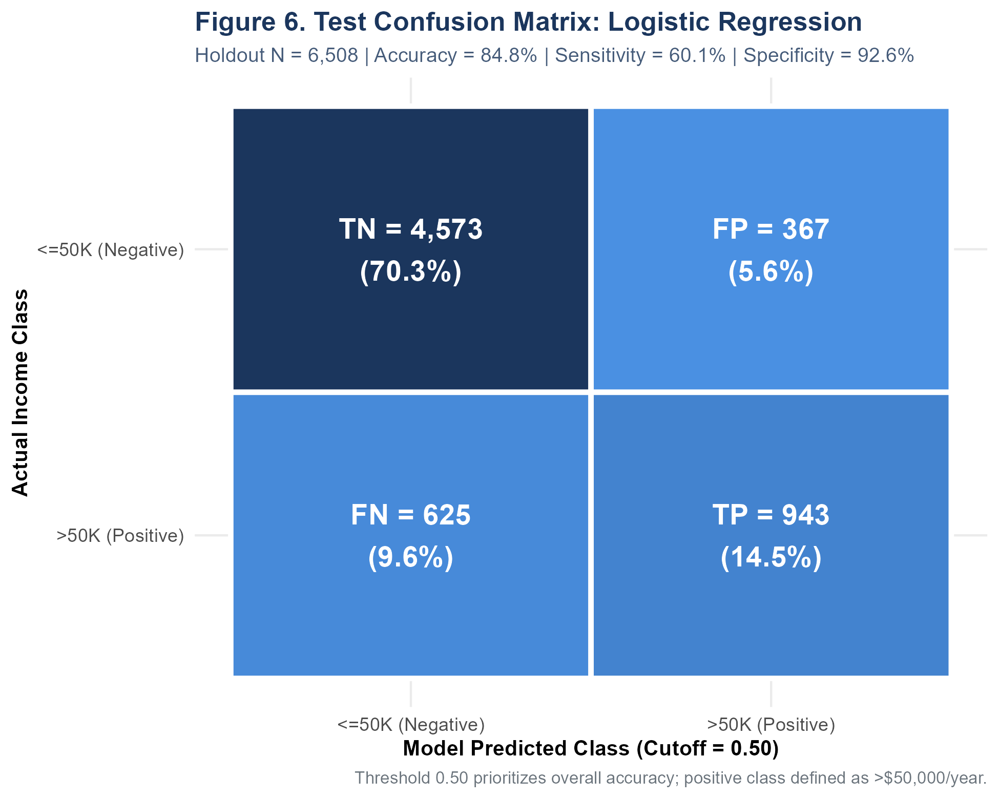 Figure 6. Test Confusion Matrix: Logistic Regression
Holdout N = 6,508 | Accuracy = 84.8% | Sensitivity = 60.1% | Specificity = 92.6%
Actual Income Class
<=50K (Negative)
TN = 4,573
(70.3%)
FP = 367
(5.6%)
>50K (Positive)
FN = 625
(9.6%)
TP = 943
(14.5%)
<=50K (Negative)
>50K (Positive)
Model Predicted Class (Cutoff = 0.50)
Threshold 0.50 prioritizes overall accuracy; positive class defined as >$50,000/year.